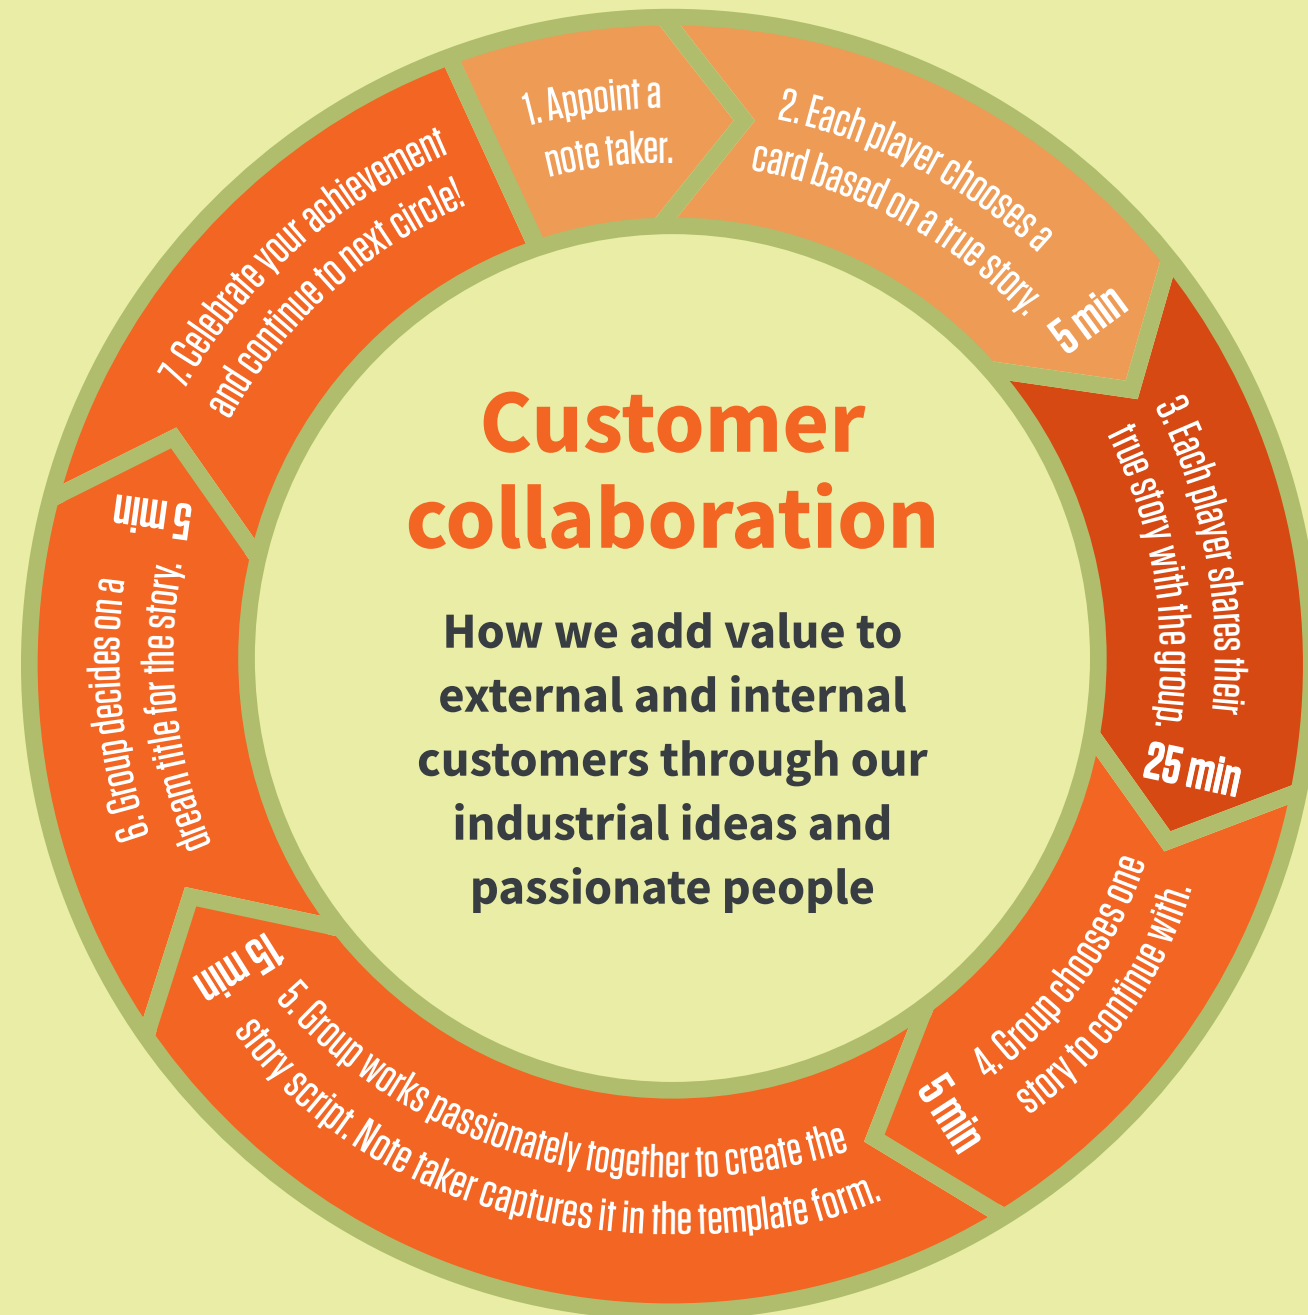 1. Appoint a
note taker.
2. Each player chooses a
card based on a true story.
5 min
3. Each player shares their
true story with the group.
25 min
4. Group chooses one
story to continue with.
5 min
5. Group works passionately together to create the
story script. Note taker captures it in the template form.
15 min
6. Group decides on a
dream title for the story.
5 min
7. Celebrate your achievement
and continue to next circle!
Customer
collaboration
How we add value to
external and internal
customers through our
industrial ideas and
passionate people